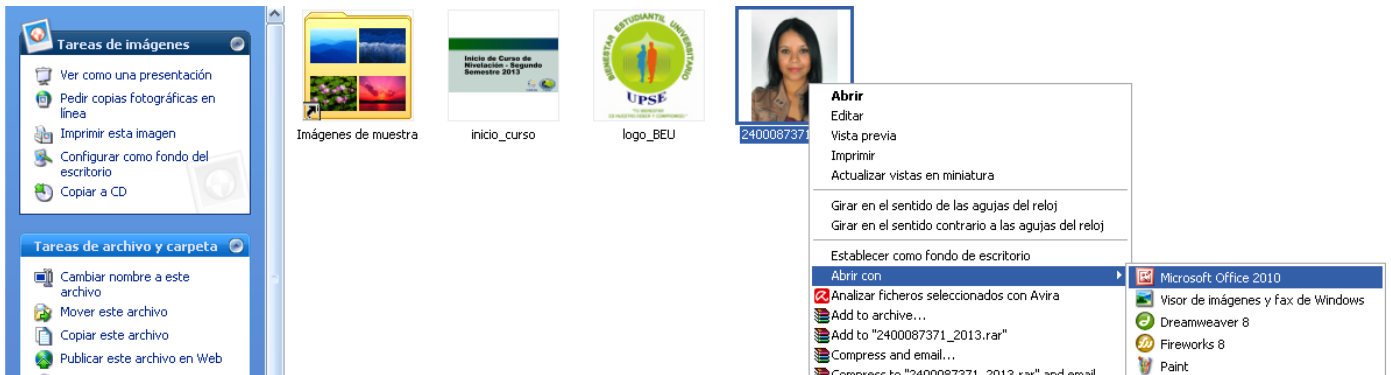 Tareas de imágenes
Ver como una presentación
Pedir copias fotográficas en
línea
Imprimir esta imagen
Configurar como fondo del
escritorio
Copiar a CD
Tareas de archivo y carpeta
Cambiar nombre a este
archivo
Mover este archivo
Copiar este archivo
Publicar este archivo en Web
Inicio de Curso de
Nivelación - Segundo
Semestre 2013
BIENESTAR ESTUDIANTIL UNIVERSITARIO
UPSE
Imágenes de muestra
inicio_curso
logo_BEU
2400087371
Abrir
Editar
Vista previa
Imprimir
Actualizar vistas en miniatura
Girar en el sentido de las agujas del reloj
Girar en el sentido contrario a las agujas del reloj
Establecer como fondo de escritorio
Abrir con
Analizar ficheros seleccionados con Avira
Add to archive...
Add to "2400087371_2013.rar"
Compress and email...
Compress to "2400087371_2013.rar" and email
Microsoft Office 2010
Visor de imágenes y fax de Windows
Dreamweaver 8
Fireworks 8
Paint